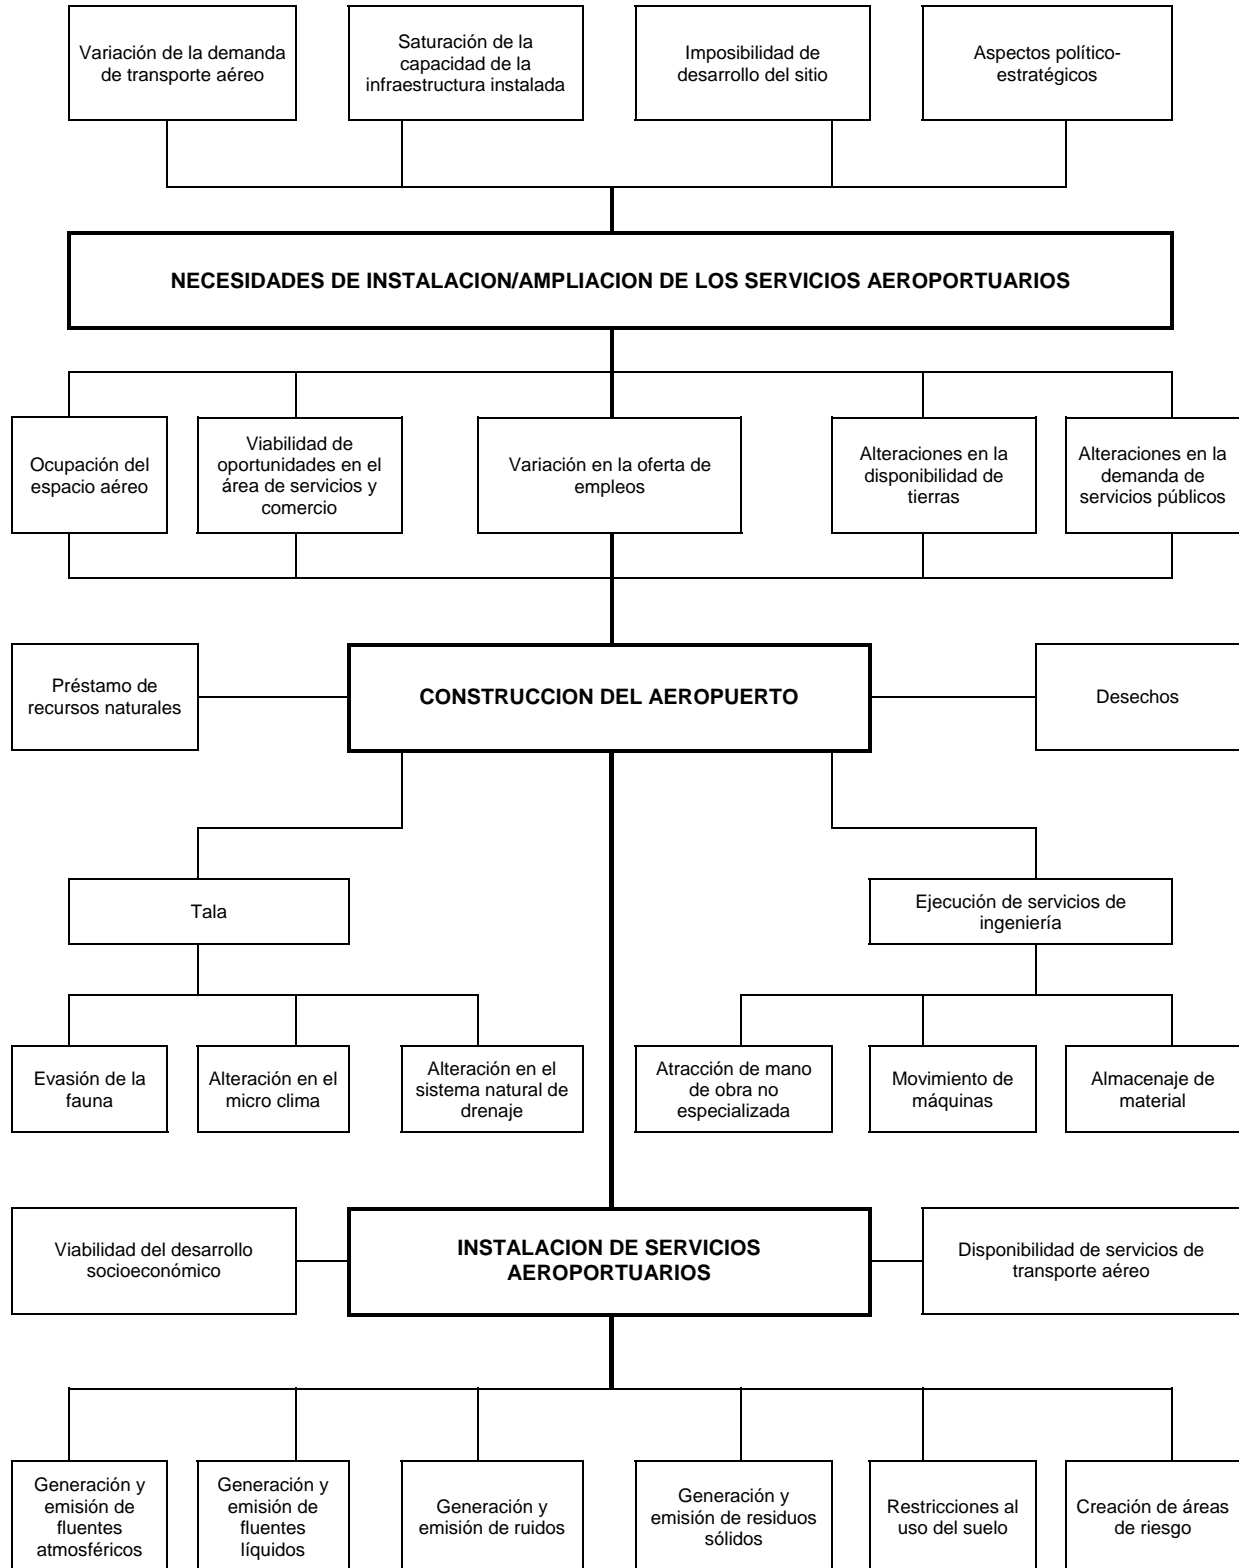 Variación de la demanda
de transporte aéreo
Saturación de la
capacidad de la
infraestructura instalada
Imposibilidad de
desarrollo del sitio
Aspectos político-
estratégicos
NECESIDADES DE INSTALACION/AMPLIACION DE LOS SERVICIOS AEROPORTUARIOS
Ocupación del
espacio aéreo
Viabilidad de
oportunidades en el
área de servicios y
comercio
Variación en la oferta de
empleos
Alteraciones en la
disponibilidad de
tierras
Alteraciones en la
demanda de
servicios públicos
Préstamo de
recursos naturales
CONSTRUCCION DEL AEROPUERTO
Desechos
Tala
Ejecución de servicios de
ingeniería
Evasión de la
fauna
Alteración en el
micro clima
Alteración en el
sistema natural de
drenaje
Atracción de mano
de obra no
especializada
Movimiento de
máquinas
Almacenaje de
material
Viabilidad del desarrollo
socioeconómico
INSTALACION DE SERVICIOS
AEROPORTUARIOS
Disponibilidad de servicios de
transporte aéreo
Generación y
emisión de
fluentes
atmosféricos
Generación y
emisión de
fluentes
líquidos
Generación y
emisión de ruidos
Generación y
emisión de residuos
sólidos
Restricciones al
uso del suelo
Creación de áreas
de riesgo